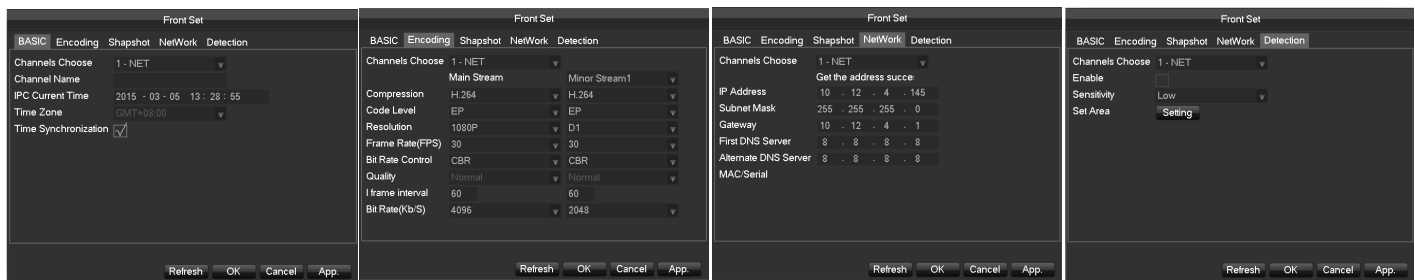 Front Set
BASIC Encoding Shapshot NetWork Detection
Channels Choose 1 - NET
Channel Name
IPC Current Time 2015 - 03 - 05 13 : 28 : 55
Time Zone GMT+08:00
Time Synchronization
Refresh OK Cancel App.
Front Set
BASIC Encoding Shapshot NetWork Detection
Channels Choose 1 - NET
Main Stream Minor Stream1
Compression H.264 H.264
Code Level EP EP
Resolution 1080P D1
Frame Rate(FPS) 30 30
Bit Rate Control CBR CBR
Quality Normal Normal
I frame interval 60 60
Bit Rate(Kb/S) 4096 2048
Refresh OK Cancel App.
Front Set
BASIC Encoding Shapshot NetWork Detection
Channels Choose 1 - NET
Get the address succe:
IP Address 10 . 12 . 4 . 145
Subnet Mask 255 . 255 . 255 . 0
Gateway 10 . 12 . 4 . 1
First DNS Server 8 . 8 . 8 . 8
Alternate DNS Server 8 . 8 . 8 . 8
MAC/Serial
Refresh OK Cancel App.
Front Set
BASIC Encoding Shapshot NetWork Detection
Channels Choose 1 - NET
Enable
Sensitivity Low
Set Area Setting
Refresh OK Cancel App.